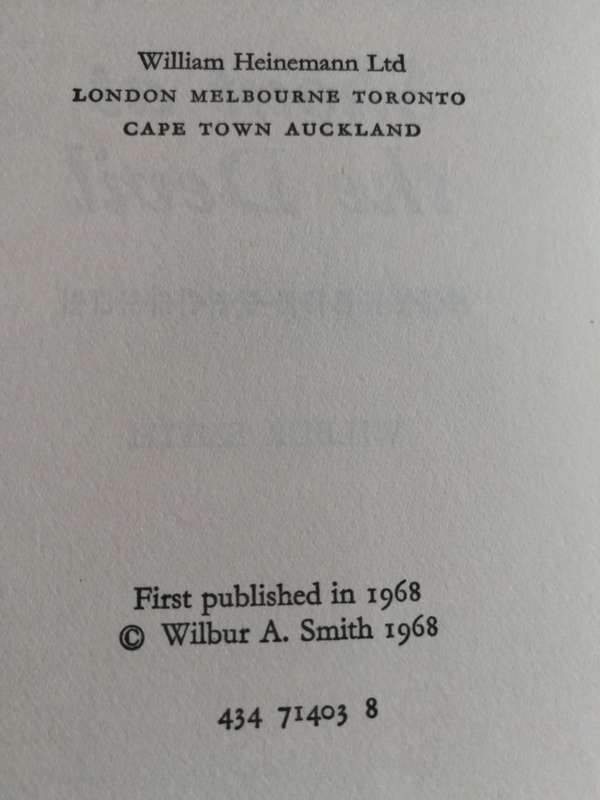 William Heinemann Ltd
LONDON MELBOURNE TORONTO
CAPE TOWN AUCKLAND
First published in 1968
© Wilbur A. Smith 1968
434 71403 8